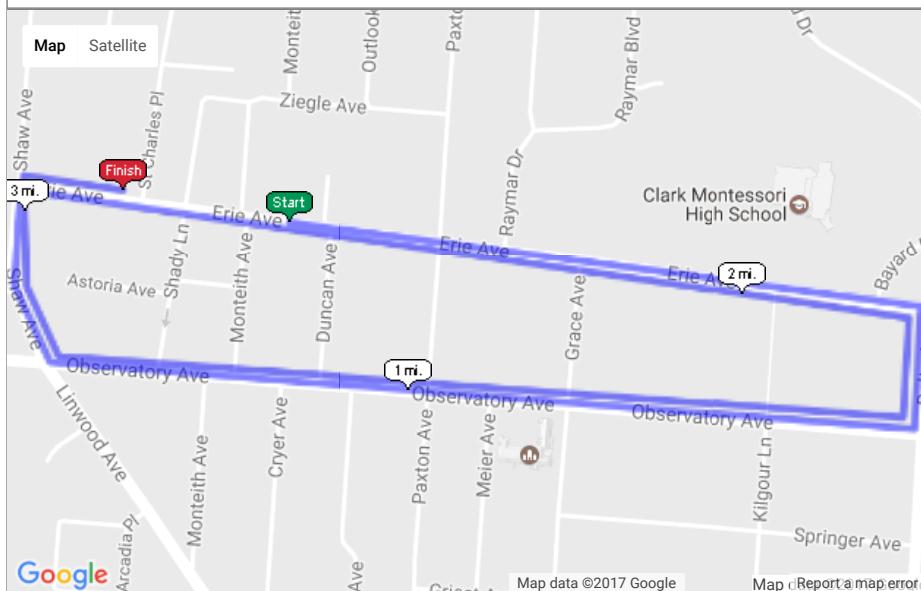 Map
Satellite
Monteith
Outlook
Paxto
Raymar Blvd
d Dr
Shaw Ave
St Charles Pl
Ziegle Ave
Finish
3 mi.
rie Ave
Start
Erie Ave
Raymar Dr
Clark Montessori
High School
Erie Ave
Shady Ln
Monteith Ave
Duncan Ave
Astoria Ave
Erie Ave
2 mi.
Bayard
Grace Ave
Shaw Ave
1 mi.
Observatory Ave
Observatory Ave
Observatory Ave
Linwood Ave
Monteith Ave
Cryer Ave
Paxton Ave
Meier Ave
Kilgour Ln
Springer Ave
Arcadia Pl
Ave
Google
Map data ©2017 Google
Report a map error